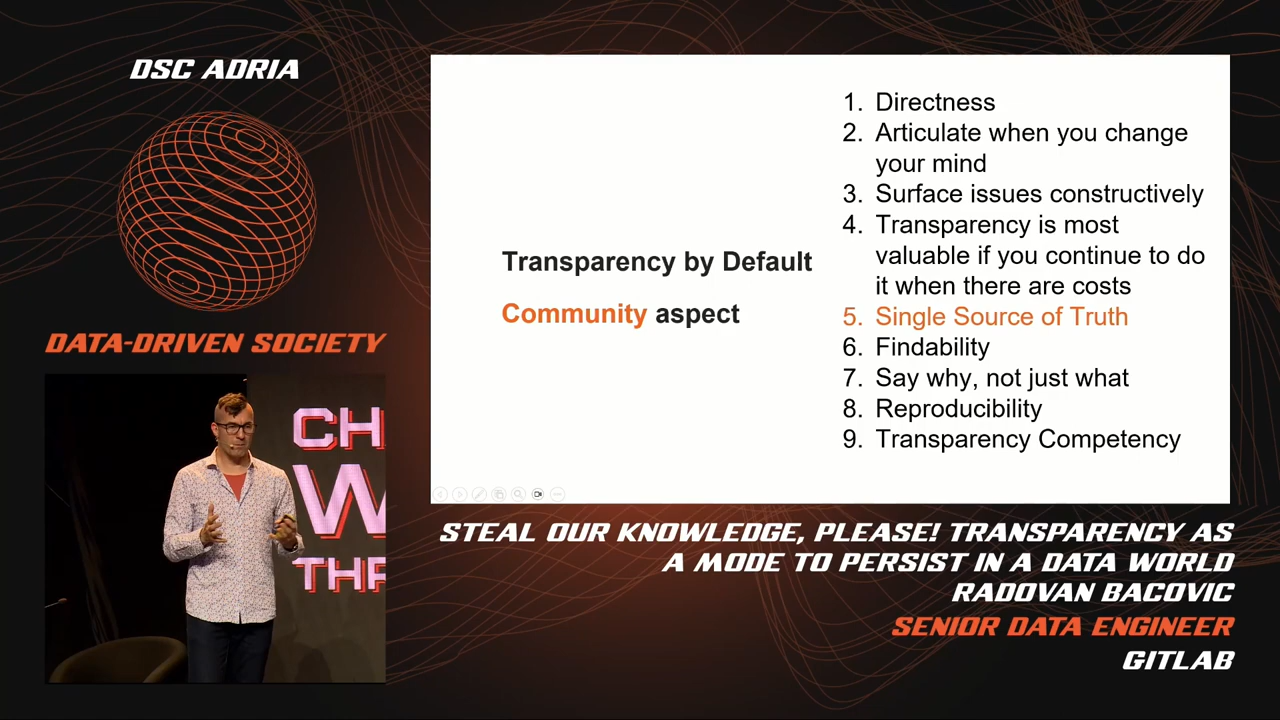 DSC ADRIA
DATA-DRIVEN SOCIETY
CH
W
THR
Transparency by Default
Community aspect
1. Directness
2. Articulate when you change
your mind
3. Surface issues constructively
4. Transparency is most
valuable if you continue to do
it when there are costs
5. Single Source of Truth
6. Findability
7. Say why, not just what
8. Reproducibility
9. Transparency Competency
STEAL OUR KNOWLEDGE, PLEASE! TRANSPARENCY AS
A MODE TO PERSIST IN A DATA WORLD
RADOVAN BACOVIC
SENIOR DATA ENGINEER
GITLAB